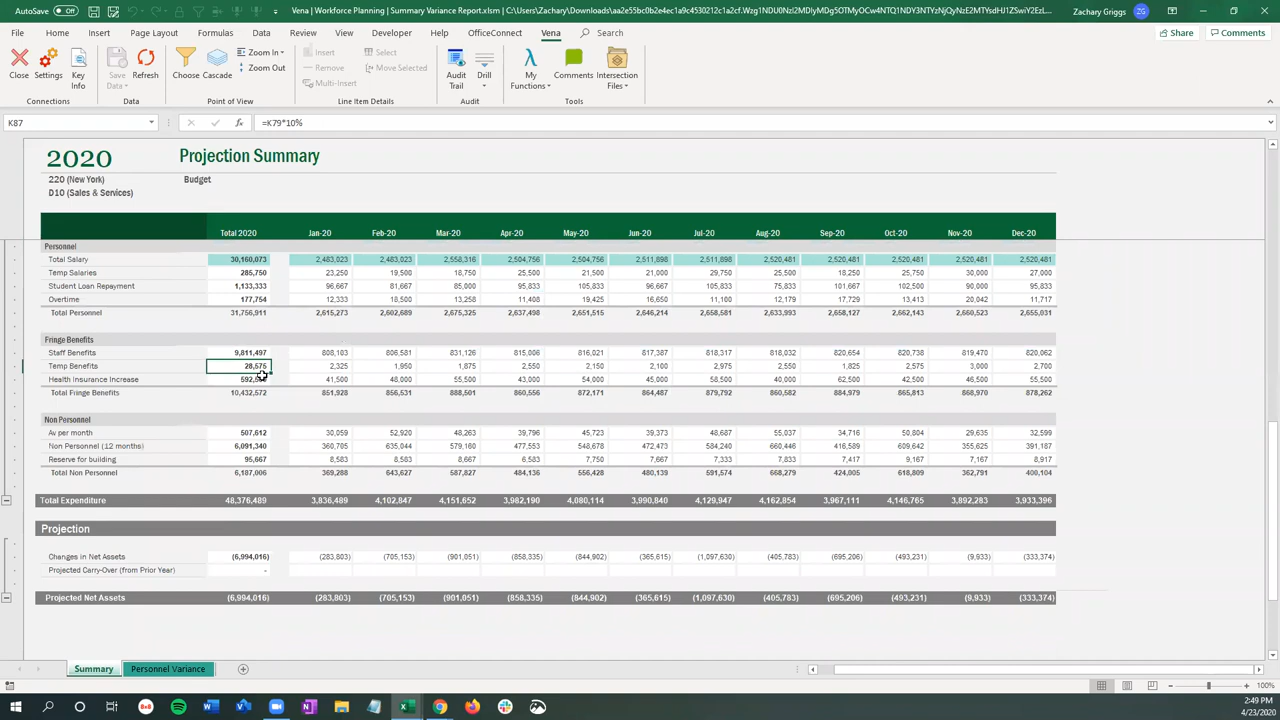 AutoSave Off Vena | Workforce Planning | Summary Variance Report.xlsm | C:\Users\Zachary\Downloads\ Zachary Griggs ZG
File Home Insert Page Layout Formulas Data Review View Developer Help OfficeConnect Vena Search Share Comments
Close Settings Key Info Save Data Refresh Choose Cascade Zoom In Zoom Out Insert Remove Multi-Insert Select Move Selected Audit Trail Drill My Functions Comments Intersection Files
Connections Data Point of View Line Item Details Audit Tools
K87 fx =K79*10%
2020 Projection Summary
220 (New York) Budget
D10 (Sales & Services)
Total 2020 Jan-20 Feb-20 Mar-20 Apr-20 May-20 Jun-20 Jul-20 Aug-20 Sep-20 Oct-20 Nov-20 Dec-20
Personnel
Total Salary 30,160,073 2,483,023 2,483,023 2,558,316 2,504,756 2,504,756 2,511,898 2,511,898 2,520,481 2,520,481 2,520,481 2,520,481 2,520,481
Temp Salaries 285,750 23,250 19,500 18,750 25,500 21,500 21,000 29,750 25,500 18,250 25,750 30,000 27,000
Student Loan Repayment 1,133,333 96,667 81,667 85,000 95,833 105,833 96,667 105,833 75,833 101,667 102,500 90,000 95,833
Overtime 177,754 12,333 18,500 13,258 11,408 19,425 16,650 11,100 12,179 17,729 13,413 20,042 11,717
Total Personnel 31,756,911 2,615,273 2,602,689 2,675,325 2,637,498 2,651,515 2,646,214 2,658,581 2,633,993 2,658,127 2,662,143 2,660,523 2,655,031
Fringe Benefits
Staff Benefits 9,811,497 808,103 806,581 831,126 815,006 816,021 817,387 818,317 818,032 820,654 820,738 819,470 820,062
Temp Benefits 28,575 2,325 1,950 1,875 2,550 2,150 2,100 2,975 2,550 1,825 2,575 3,000 2,700
Health Insurance Increase 41,500 48,000 55,500 43,000 54,000 45,000 58,500 40,000 62,500 42,500 46,500 55,500
Total Fringe Benefits 10,432,572 851,928 856,531 888,501 860,556 872,171 864,487 879,792 860,582 884,979 865,813 868,970 878,262
Non Personnel
Av per month 507,612 30,059 52,920 48,263 39,796 45,723 39,373 48,687 55,037 34,716 50,804 29,635 32,599
Non Personnel (12 months) 6,091,340 360,705 635,044 579,160 477,553 548,678 472,473 584,240 660,446 416,589 609,642 355,625 391,187
Reserve for building 95,667 8,583 8,583 8,667 6,583 7,750 7,667 7,333 7,833 7,417 9,167 7,167 8,917
Total Non Personnel 6,187,006 369,288 643,627 587,827 484,136 556,428 480,139 591,574 668,279 424,005 618,809 362,791 400,104
Total Expenditure 48,376,489 3,836,489 4,102,847 4,151,652 3,982,190 4,080,114 3,990,840 4,129,947 4,162,854 3,967,111 4,146,765 3,892,283 3,933,396
Projection
Changes in Net Assets (6,994,016) (283,803) (705,153) (901,051) (858,335) (844,902) (365,615) (1,097,630) (405,783) (695,206) (493,231) (9,933) (333,374)
Projected Carry-Over (from Prior Year) -
Projected Net Assets (6,994,016) (283,803) (705,153) (901,051) (858,335) (844,902) (365,615) (1,097,630) (405,783) (695,206) (493,231) (9,933) (333,374)
Summary Personnel Variance
100%
2:49 PM
4/23/2020